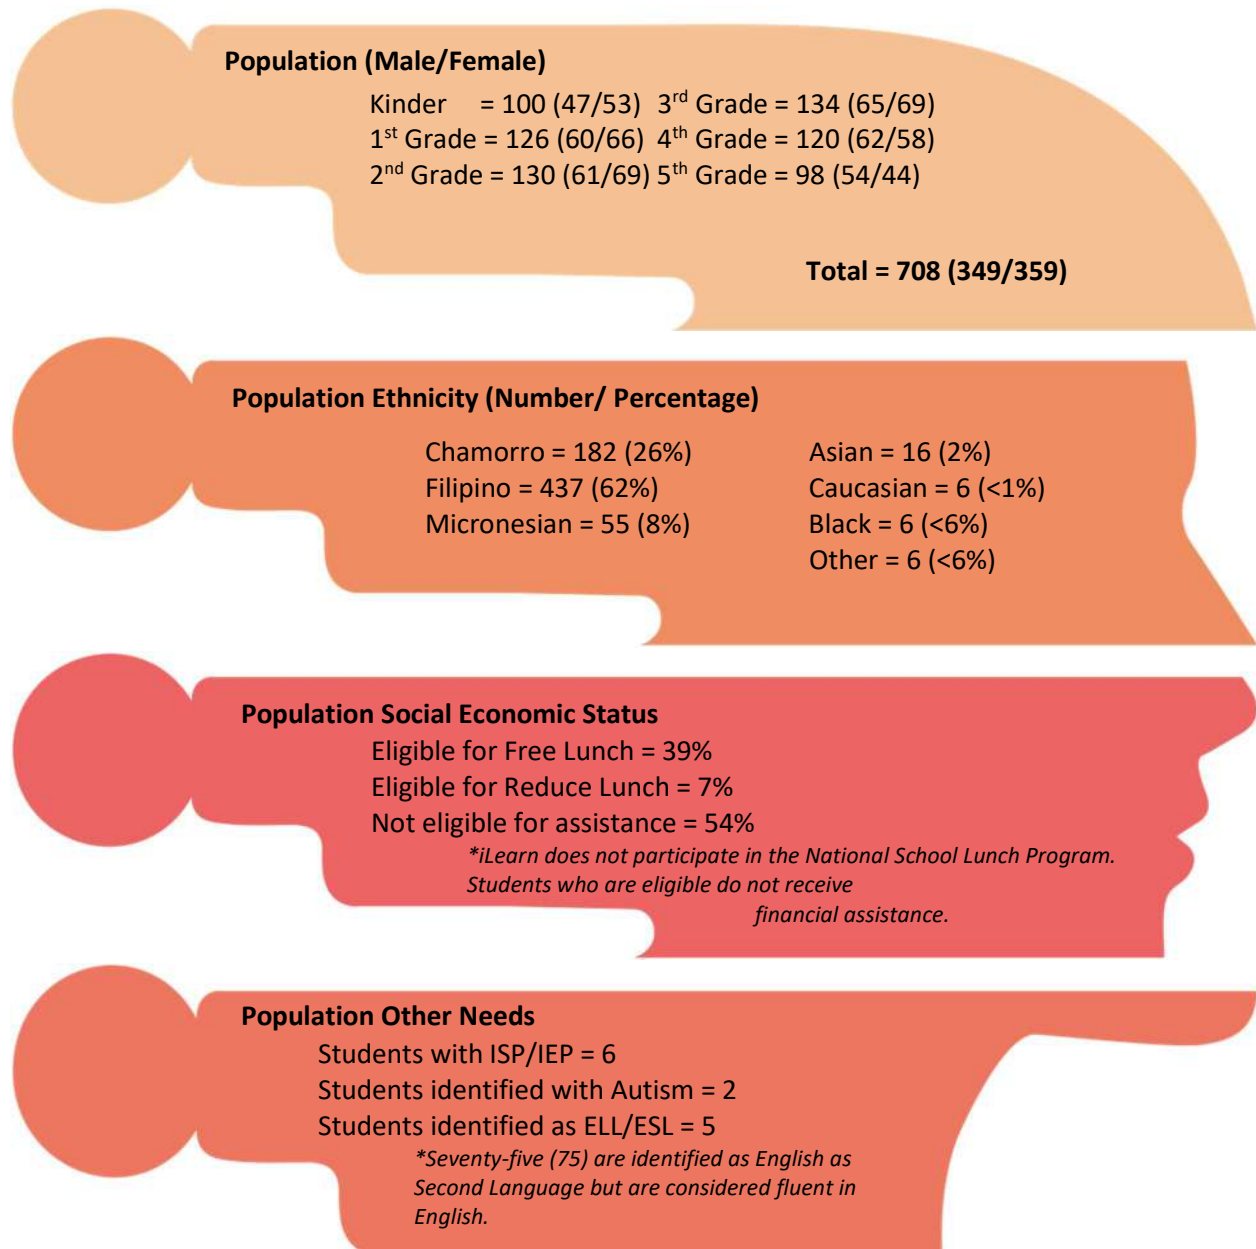 Population (Male/Female)
Kinder = 100 (47/53) 3rd Grade = 134 (65/69)
1st Grade = 126 (60/66) 4th Grade = 120 (62/58)
2nd Grade = 130 (61/69) 5th Grade = 98 (54/44)
Total = 708 (349/359)
Population Ethnicity (Number/ Percentage)
Chamorro = 182 (26%)
Filipino = 437 (62%)
Micronesian = 55 (8%)
Asian = 16 (2%)
Caucasian = 6 (<1%)
Black = 6 (<6%)
Other = 6 (<6%)
Population Social Economic Status
Eligible for Free Lunch = 39%
Eligible for Reduce Lunch = 7%
Not eligible for assistance = 54%
*iLearn does not participate in the National School Lunch Program.
Students who are eligible do not receive
financial assistance.
Population Other Needs
Students with ISP/IEP = 6
Students identified with Autism = 2
Students identified as ELL/ESL = 5
*Seventy-five (75) are identified as English as
Second Language but are considered fluent in
English.